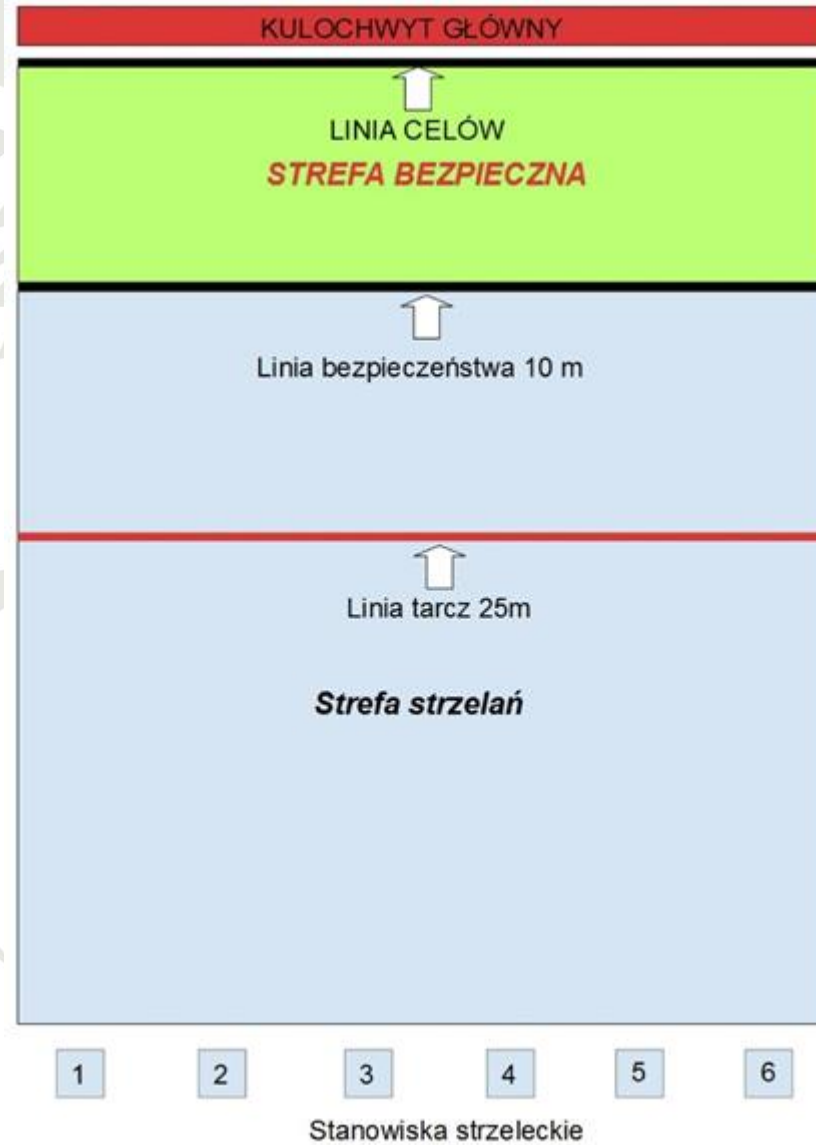 KULOCHWYT GŁÓWNY
LINIA CELÓW
STREFA BEZPIECZNA
Linia bezpieczeństwa 10 m
Linia tarcz 25m
Strefa strzelań
1 2 3 4 5 6
Stanowiska strzeleckie